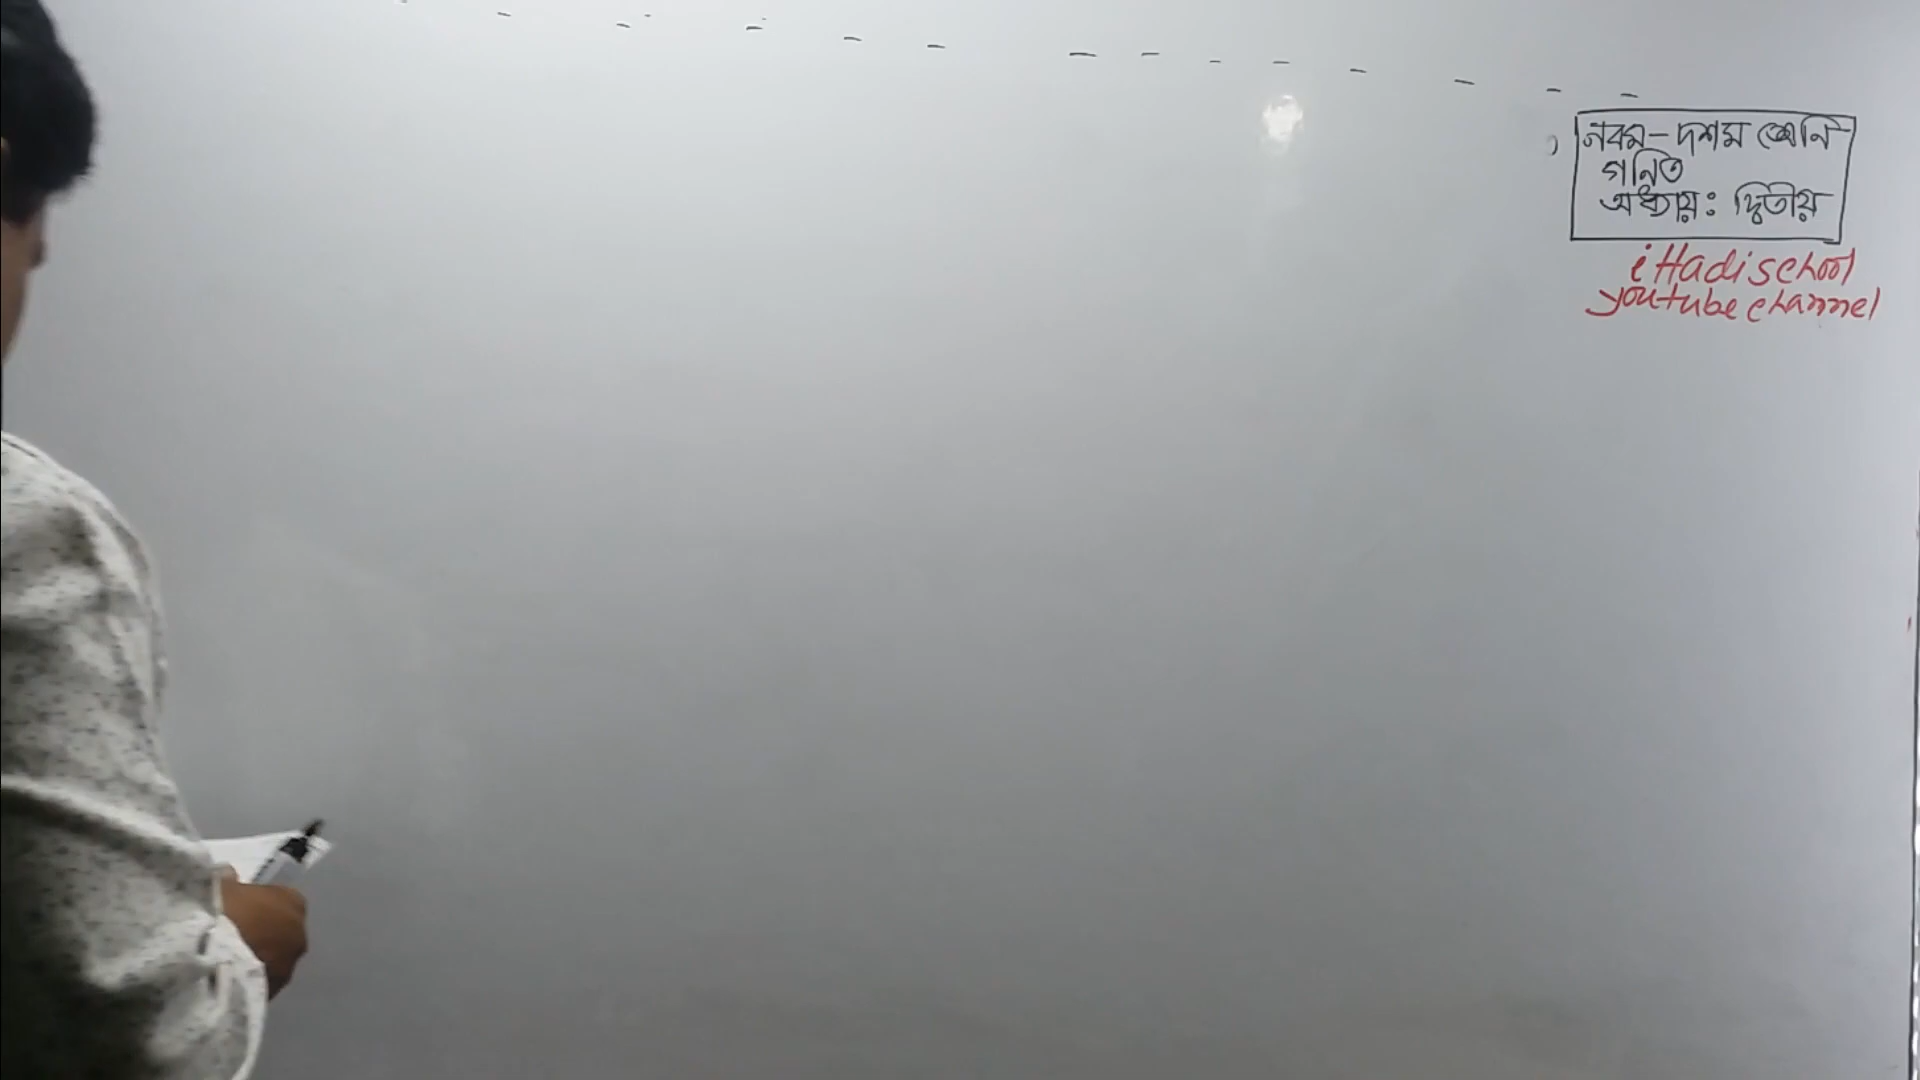 নবম - দশম শ্রেনি
গনিত
অধ্যায়ঃ দ্বিতীয়
iHadischool
youtube channel